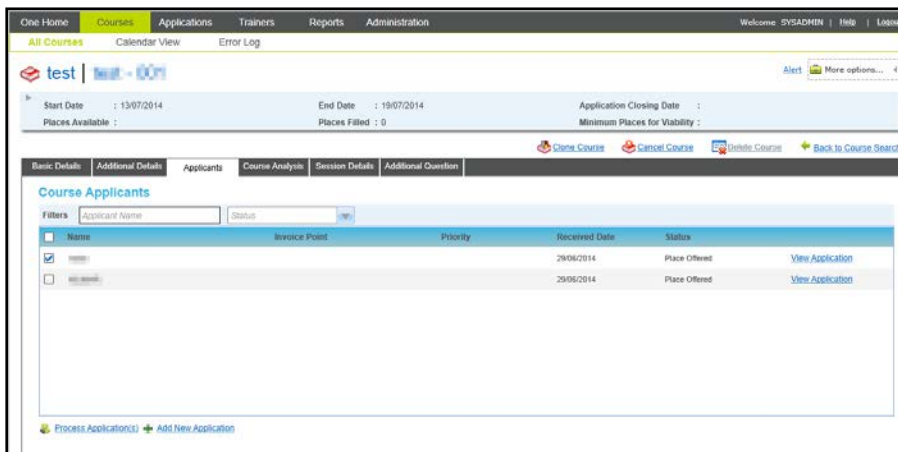 One Home Courses Applications Trainers Reports Administration Welcome SYSADMIN | Help | Logout
All Courses Calendar View Error Log
test | test - 001
Alert More options...
Start Date : 13/07/2014 End Date : 19/07/2014 Application Closing Date :
Places Available : Places Filled : 0 Minimum Places for Viability :
Clone Course Cancel Course Delete Course Back to Course Search
Basic Details Additional Details Applicants Course Analysis Session Details Additional Question
Course Applicants
Filters Applicant Name Status
Name Invoice Point Priority Received Date Status
29/06/2014 Place Offered View Application
29/06/2014 Place Offered View Application
Process Application(s) Add New Application